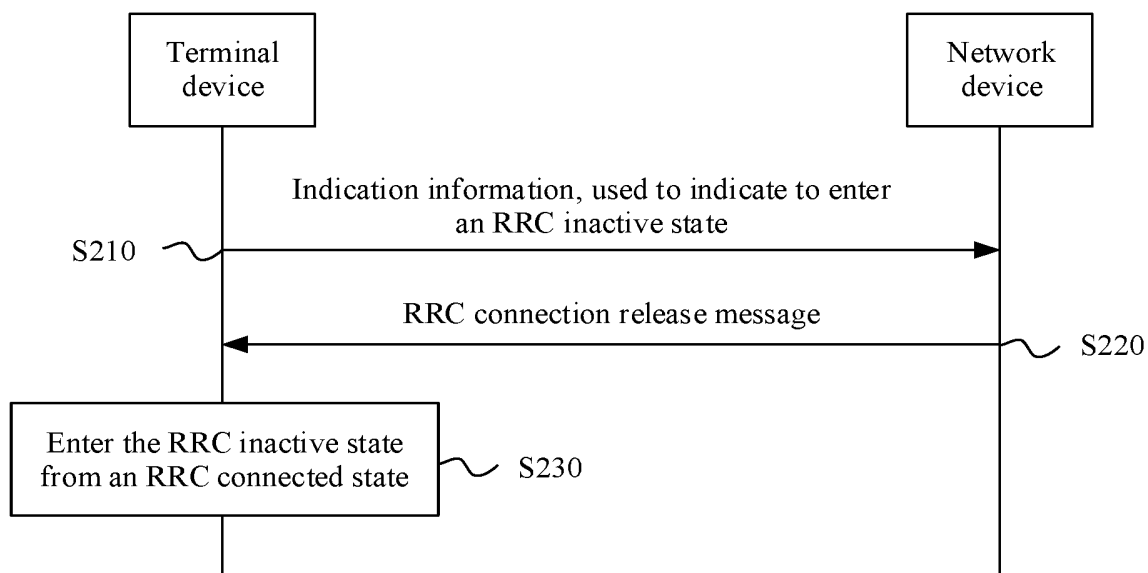 Terminal
device
Network
device
Indication information, used to indicate to enter
an RRC inactive state
S210
RRC connection release message
S220
Enter the RRC inactive state
from an RRC connected state
S230